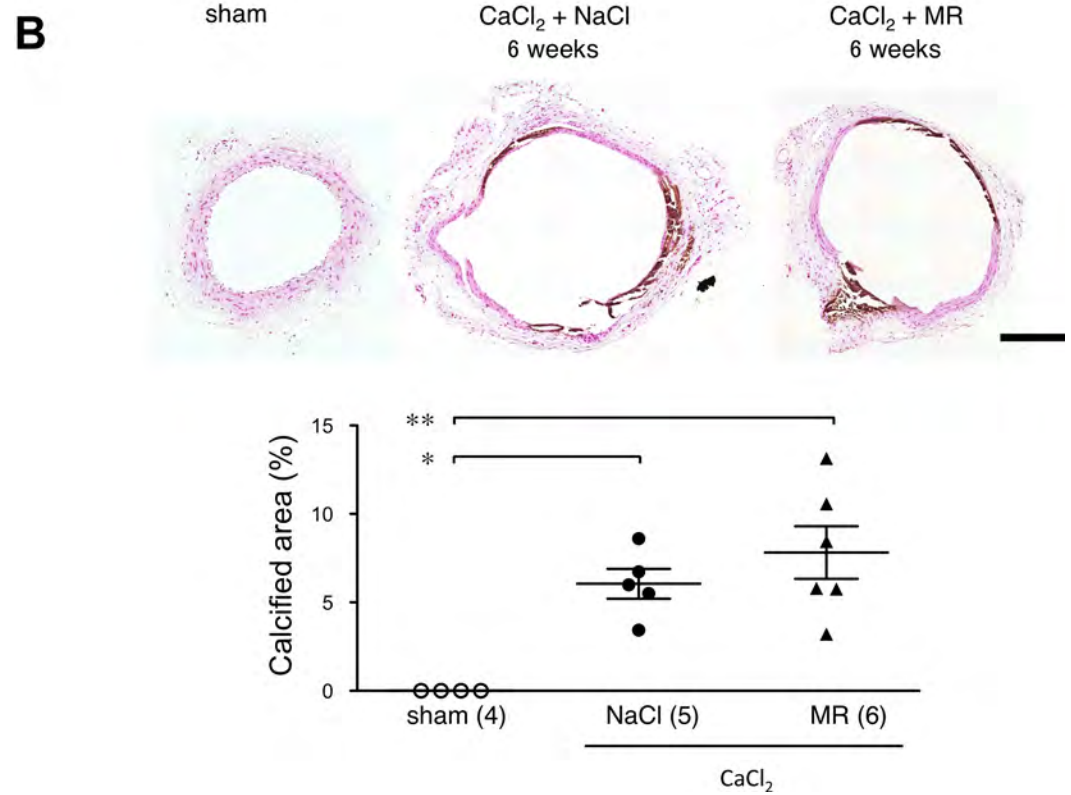 B
sham
CaCl₂ + NaCl
6 weeks
CaCl₂ + MR
6 weeks
**
*
Calcified area (%)
15
10
5
0
sham (4)
NaCl (5)
MR (6)
CaCl₂